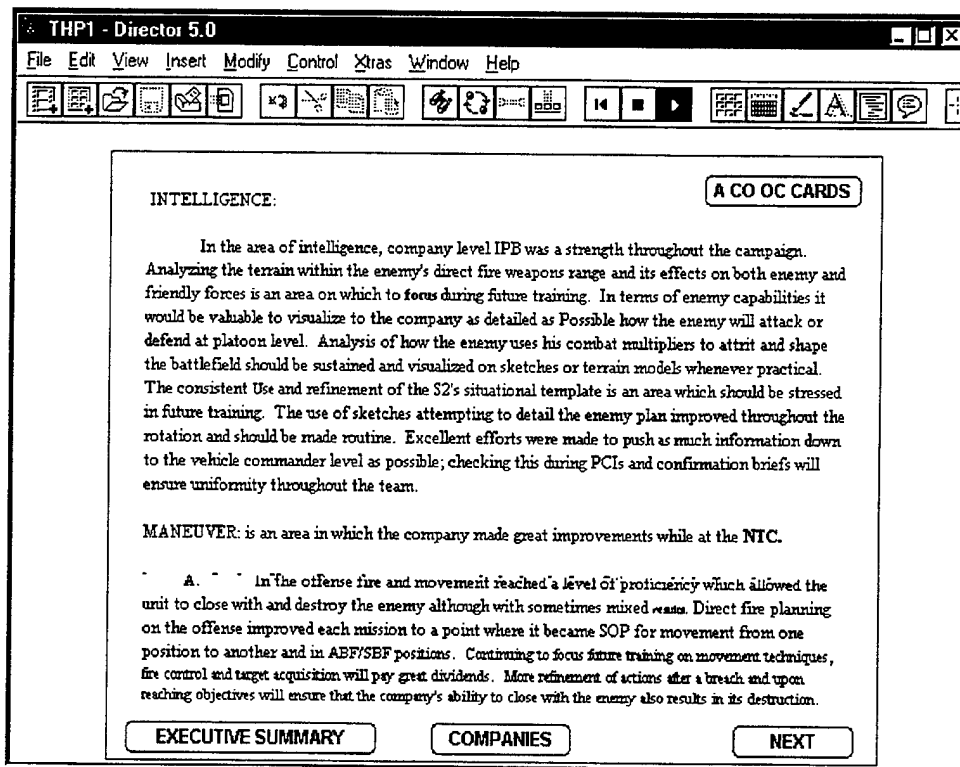 THP1 - Director 5.0
File Edit View Insert Modify Control Xtras Window Help
A CO OC CARDS
INTELLIGENCE:
In the area of intelligence, company level IPB was a strength throughout the campaign.
Analyzing the terrain within the enemy's direct fire weapons range and its effects on both enemy and
friendly forces is an area on which to focus during future training. In terms of enemy capabilities it
would be valuable to visualize to the company as detailed as Possible how the enemy will attack or
defend at platoon level. Analysis of how the enemy uses his combat multipliers to attrit and shape
the battlefield should be sustained and visualized on sketches or terrain models whenever practical.
The consistent Use and refinement of the S2's situational template is an area which should be stressed
in future training. The use of sketches attempting to detail the enemy plan improved throughout the
rotation and should be made routine. Excellent efforts were made to push as much information down
to the vehicle commander level as possible; checking this during PCIs and confirmation briefs will
ensure uniformity throughout the team.
MANEUVER: is an area in which the company made great improvements while at the NTC.
A. In the offense fire and movement reached a level of proficiency which allowed the
unit to close with and destroy the enemy although with sometimes mixed results. Direct fire planning
on the offense improved each mission to a point where it became SOP for movement from one
position to another and in ABF/SBF positions. Continuing to focus future training on movement techniques,
fire control and target acquisition will pay great dividends. More refinement of actions after a breach and upon
reaching objectives will ensure that the company's ability to close with the enemy also results in its destruction.
EXECUTIVE SUMMARY COMPANIES NEXT